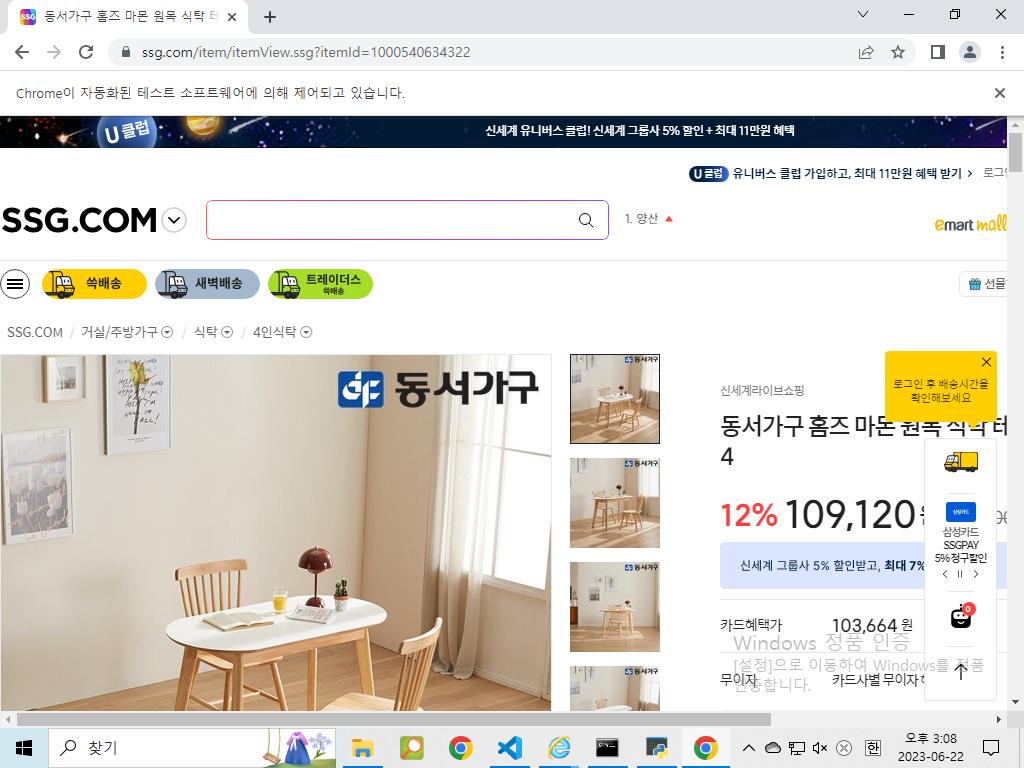 동서가구 홈즈 마몬 원목 식탁 테
ssg.com/item/itemView.ssg?itemId=1000540634322
Chrome이 자동화된 테스트 소프트웨어에 의해 제어되고 있습니다.
U 클럽
신세계 유니버스 클럽! 신세계 그룹사 5% 할인 + 최대 11만원 혜택
U 클럽 유니버스 클럽 가입하고, 최대 11만원 혜택 받기
로그인
SSG.COM
1. 양산
emart mall
쓱배송
새벽배송
트레이더스
쓱배송
선물
SSG.COM / 거실/주방가구 / 식탁 / 4인식탁
동서가구
로그인 후 배송시간을
확인해보세요
신세계라이브쇼핑
동서가구 홈즈 마몬 원목 식탁 테
4
12% 109,120
삼성카드
삼성카드
SSGPAY
5% 청구할인
신세계 그룹사 5% 할인받고, 최대 7%
0
카드혜택가 103,664 원
Windows 정품 인증
[설정]으로 이동하여 Windows를 정품
인증합니다.
무이자 카드사별 무이자
찾기
한
오후 3:08
2023-06-22